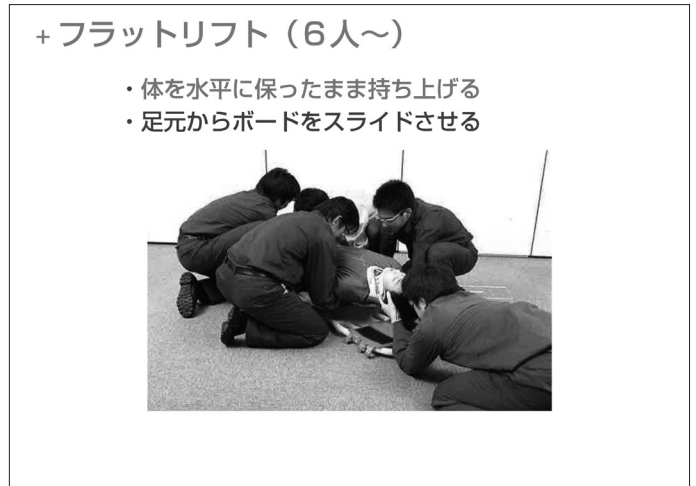 + フラットリフト（6人～）
・体を水平に保ったまま持ち上げる
・足元からボードをスライドさせる